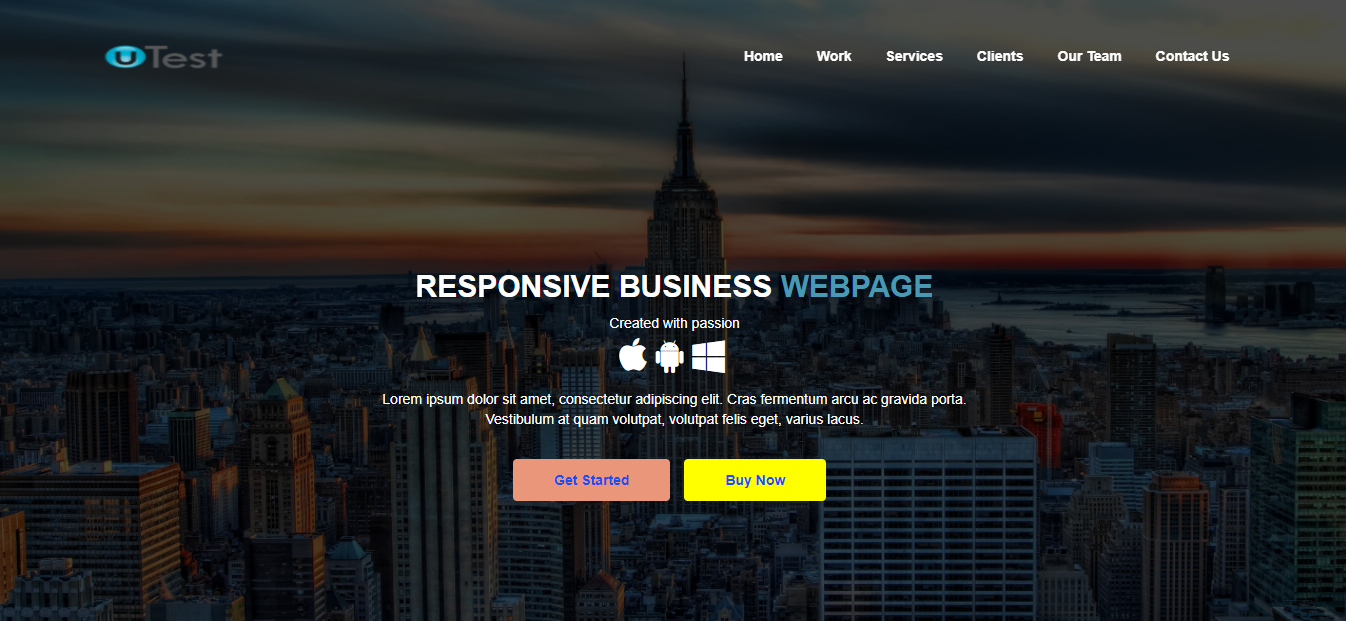 uTest
Home Work Services Clients Our Team Contact Us
RESPONSIVE BUSINESS WEBPAGE
Created with passion
Lorem ipsum dolor sit amet, consectetur adipiscing elit. Cras fermentum arcu ac gravida porta.
Vestibulum at quam volutpat, volutpat felis eget, varius lacus.
Get Started Buy Now